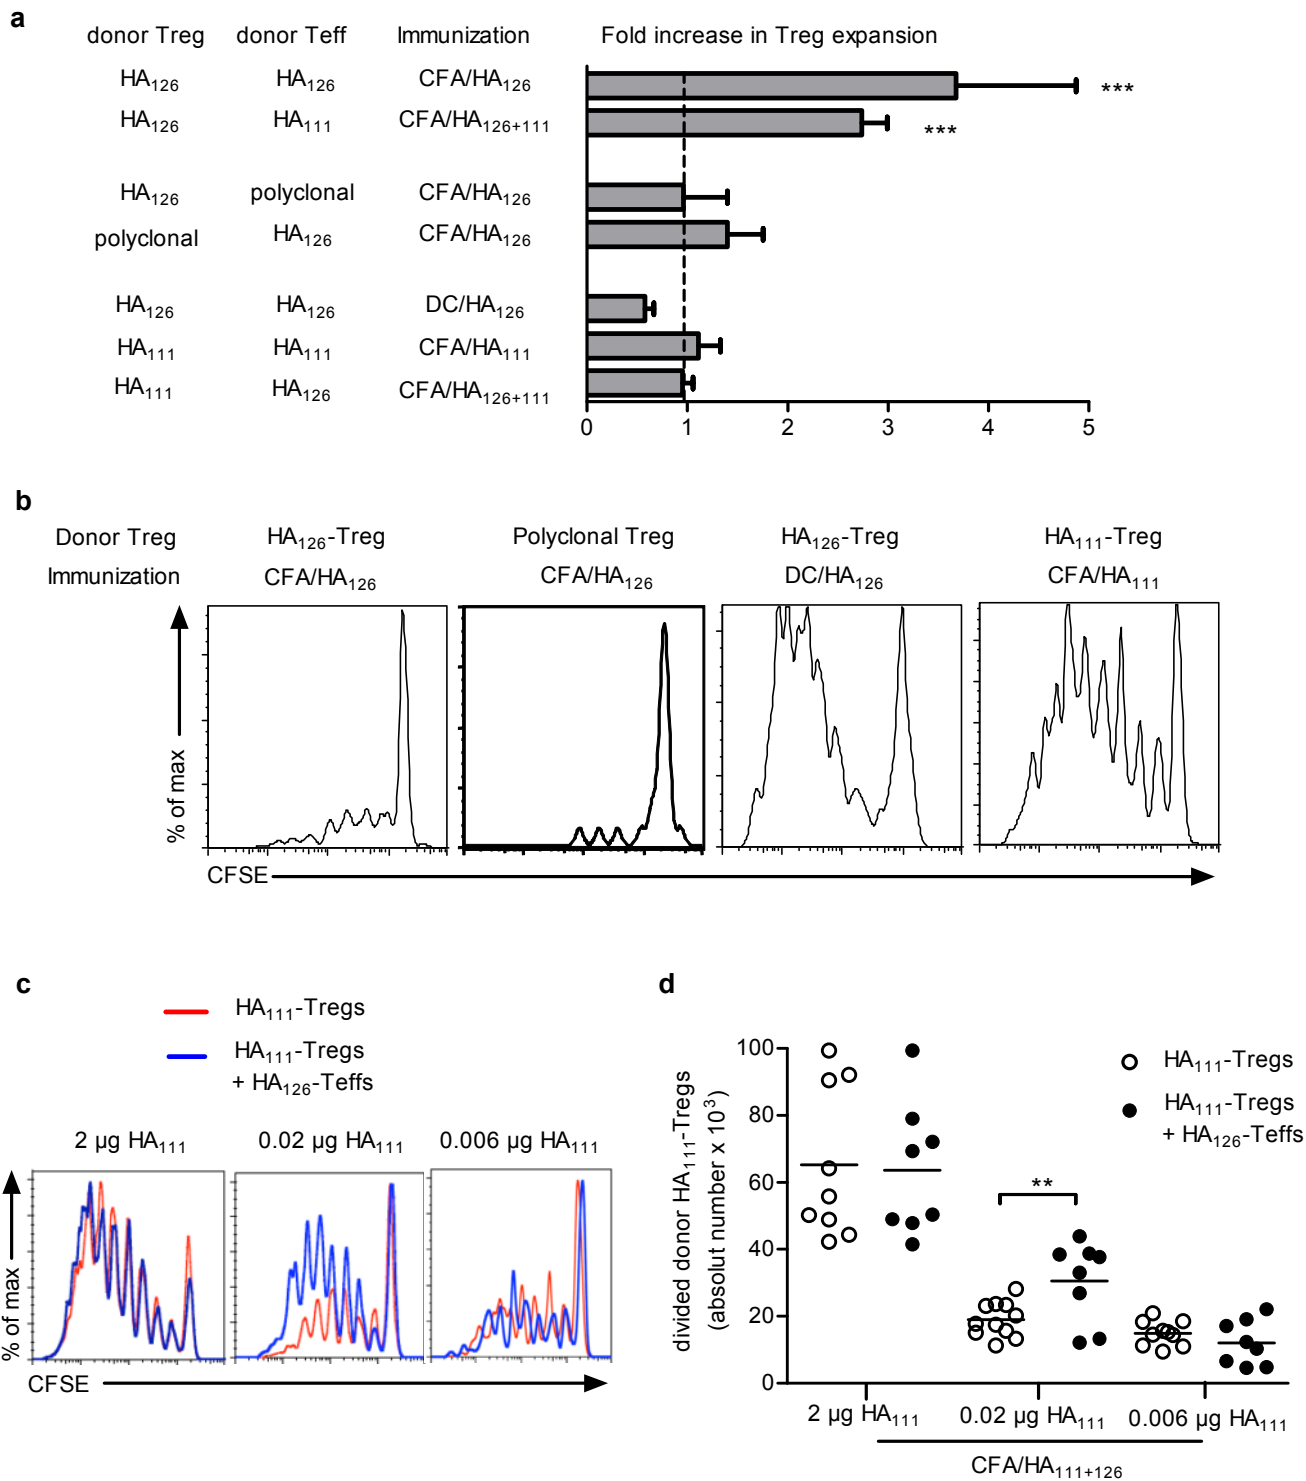 a
donor Treg donor Teff Immunization Fold increase in Treg expansion
HA126 HA126 CFA/HA126 ***
HA126 HA111 CFA/HA126+111 ***
HA126 polyclonal CFA/HA126
polyclonal HA126 CFA/HA126
HA126 HA126 DC/HA126
HA111 HA111 CFA/HA111
HA111 HA126 CFA/HA126+111
0 1 2 3 4 5
b
Donor Treg HA126-Treg Polyclonal Treg HA126-Treg HA111-Treg
Immunization CFA/HA126 CFA/HA126 DC/HA126 CFA/HA111
% of max
CFSE
c
HA111-Tregs
HA111-Tregs
+ HA126-Teffs
2 µg HA111 0.02 µg HA111 0.006 µg HA111
% of max
CFSE
d
divided donor HA111-Tregs
(absolut number x 10³)
100
80
60
40
20
0
HA111-Tregs
HA111-Tregs
+ HA126-Teffs
**
2 µg HA111 0.02 µg HA111 0.006 µg HA111
CFA/HA111+126